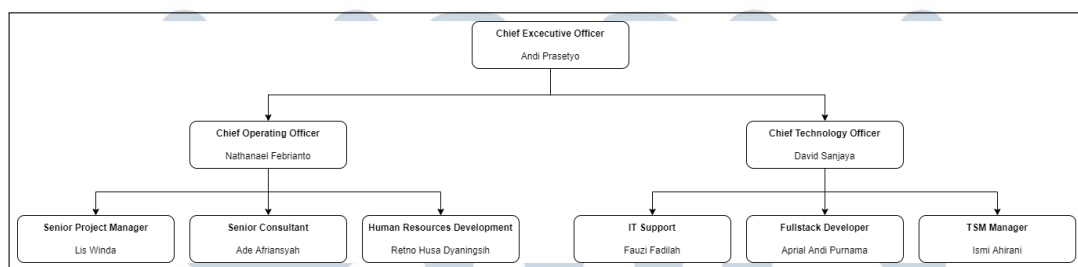 Chief Excecutive Officer
Andi Prasetyo
Chief Operating Officer
Nathanael Febrianto
Chief Technology Officer
David Sanjaya
Senior Project Manager
Lis Winda
Senior Consultant
Ade Afriansyah
Human Resources Development
Retno Husa Dyaningsih
IT Support
Fauzi Fadilah
Fullstack Developer
Aprial Andi Purnama
TSM Manager
Ismi Ahirani